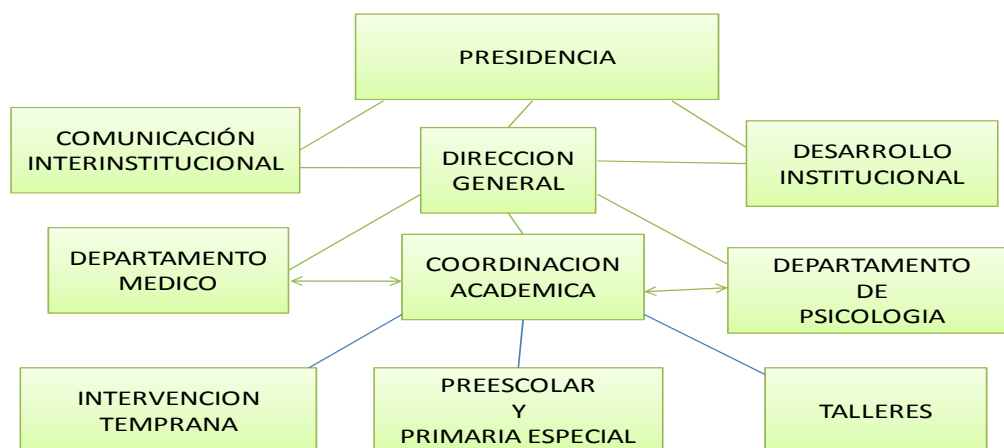 PRESIDENCIA
COMUNICACIÓN
INTERINSTITUCIONAL
DIRECCION
GENERAL
DESARROLLO
INSTITUCIONAL
DEPARTAMENTO
MEDICO
COORDINACION
ACADEMICA
DEPARTAMENTO
DE
PSICOLOGIA
INTERVENCION
TEMPRANA
PREESCOLAR
Y
PRIMARIA ESPECIAL
TALLERES